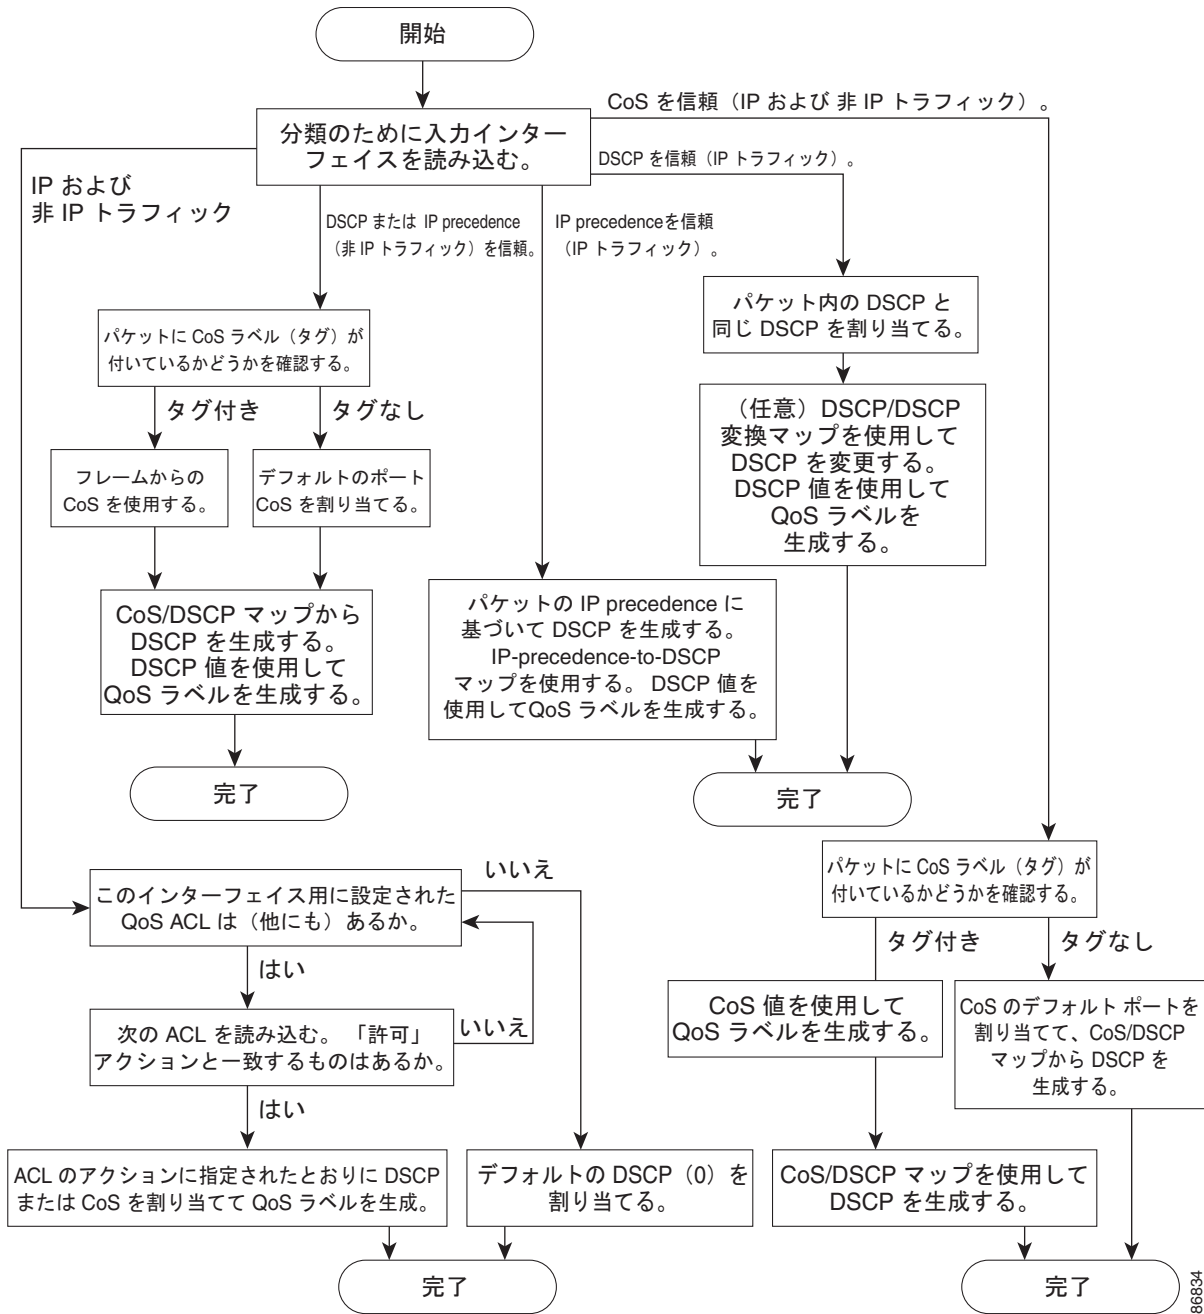 開始
CoS を信頼（IP および 非 IP トラフィック）。
分類のために入力インター
フェイスを読み込む。
DSCP を信頼（IP トラフィック）。
IP および
非 IP トラフィック
DSCP または IP precedence
（非 IP トラフィック）を信頼。
IP precedenceを信頼
（IP トラフィック）。
パケット内の DSCP と
同じ DSCP を割り当てる。
パケットに CoS ラベル（タグ）が
付いているかどうかを確認する。
タグ付き
タグなし
（任意）DSCP/DSCP
変換マップを使用して
DSCP を変更する。
DSCP 値を使用して
QoS ラベルを
生成する。
フレームからの
CoS を使用する。
デフォルトのポート
CoS を割り当てる。
CoS/DSCP マップから
DSCP を生成する。
DSCP 値を使用して
QoS ラベルを生成する。
パケットの IP precedence に
基づいて DSCP を生成する。
IP-precedence-to-DSCP
マップを使用する。 DSCP 値を
使用してQoS ラベルを生成する。
完了
完了
このインターフェイス用に設定された
QoS ACL は（他にも）あるか。
いいえ
パケットに CoS ラベル（タグ）が
付いているかどうかを確認する。
はい
タグ付き
タグなし
次の ACL を読み込む。 「許可」
アクションと一致するものはあるか。
いいえ
CoS 値を使用して
QoS ラベルを生成する。
CoS のデフォルト ポートを
割り当てて、CoS/DSCP
マップから DSCP を
生成する。
はい
ACL のアクションに指定されたとおりに DSCP
または CoS を割り当てて QoS ラベルを生成。
デフォルトの DSCP（0）を
割り当てる。
CoS/DSCP マップを使用して
DSCP を生成する。
完了
完了
86834